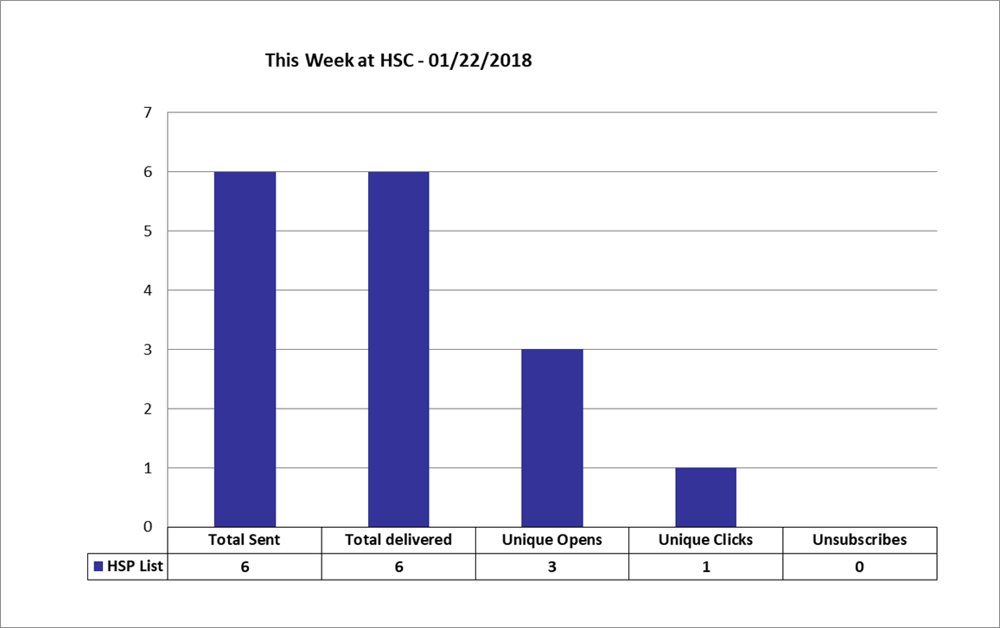 This Week at HSC - 01/22/2018
7
6
5
4
3
2
1
0
Total Sent Total delivered Unique Opens Unique Clicks Unsubscribes
HSP List 6 6 3 1 0